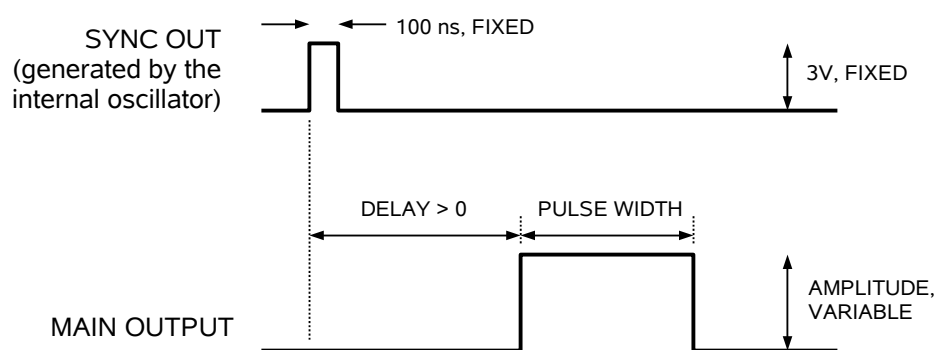 100 ns, FIXED
SYNC OUT
(generated by the
internal oscillator)
3V, FIXED
DELAY > 0
PULSE WIDTH
AMPLITUDE,
VARIABLE
MAIN OUTPUT